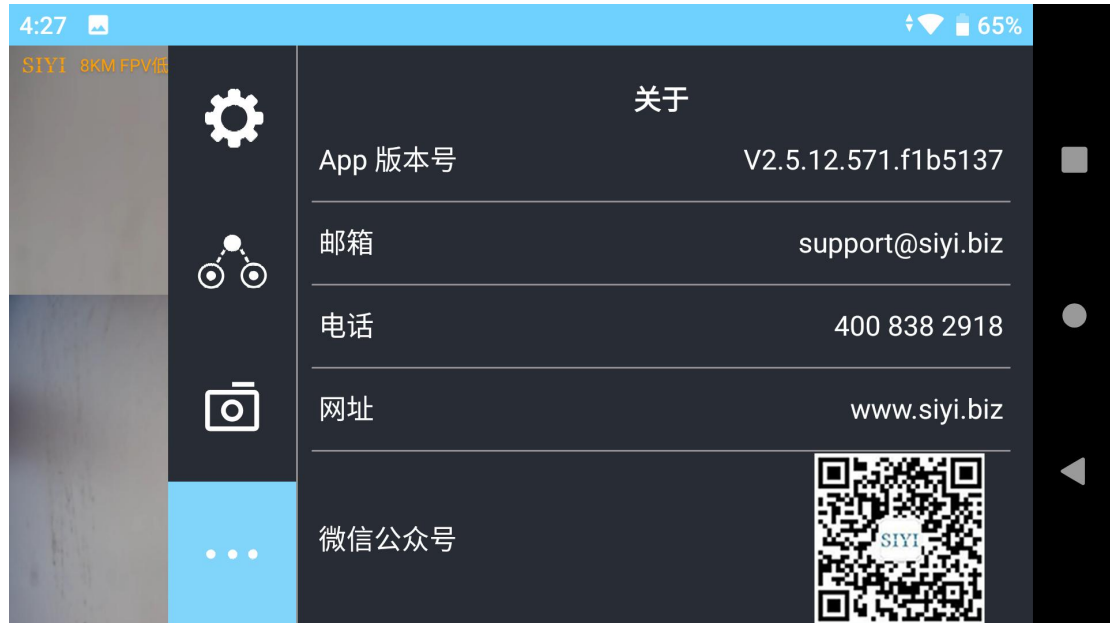 4:27
65%
SIYI 8KM FPV低
关于
App 版本号 V2.5.12.571.f1b5137
邮箱 support@siyi.biz
电话 400 838 2918
网址 www.siyi.biz
微信公众号
SIYI